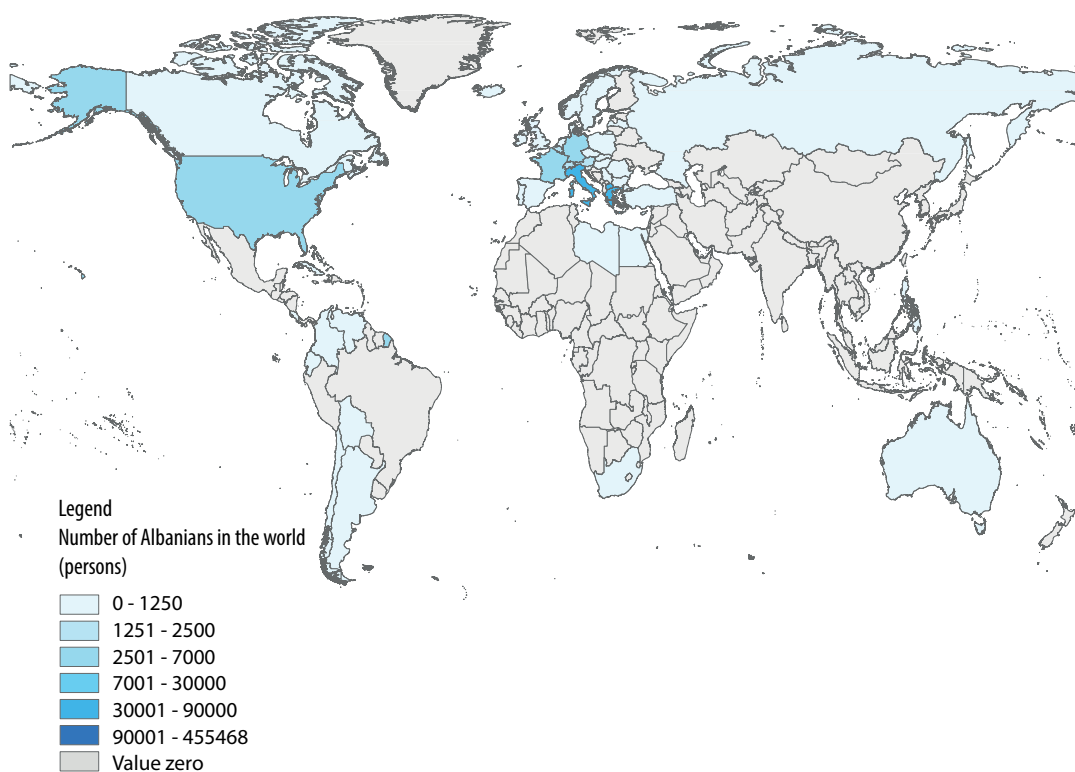 Legend
Number of Albanians in the world
(persons)
0 - 1250
1251 - 2500
2501 - 7000
7001 - 30000
30001 - 90000
90001 - 455468
Value zero